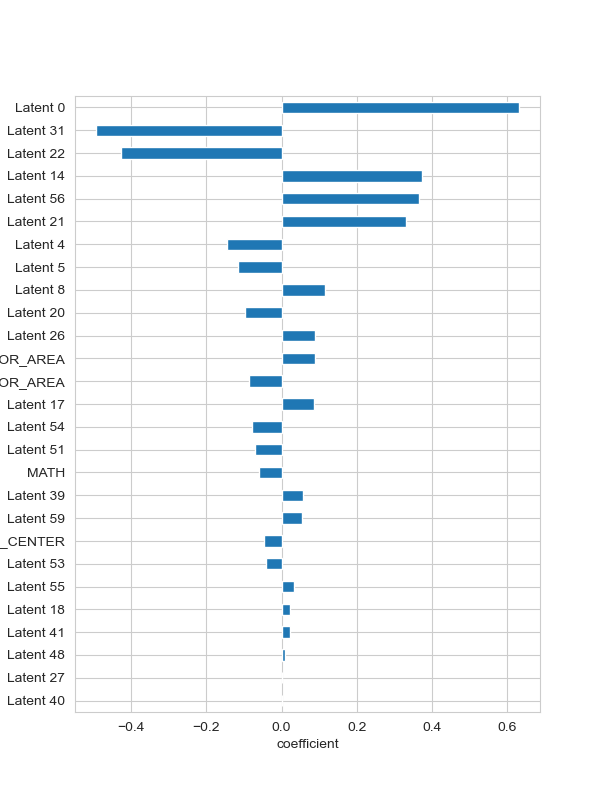 Latent 0
Latent 31
Latent 22
Latent 14
Latent 56
Latent 21
Latent 4
Latent 5
Latent 8
Latent 20
Latent 26
OR_AREA
OR_AREA
Latent 17
Latent 54
Latent 51
MATH
Latent 39
Latent 59
_CENTER
Latent 53
Latent 55
Latent 18
Latent 41
Latent 48
Latent 27
Latent 40
−0.4 −0.2 0.0 0.2 0.4 0.6
coefficient